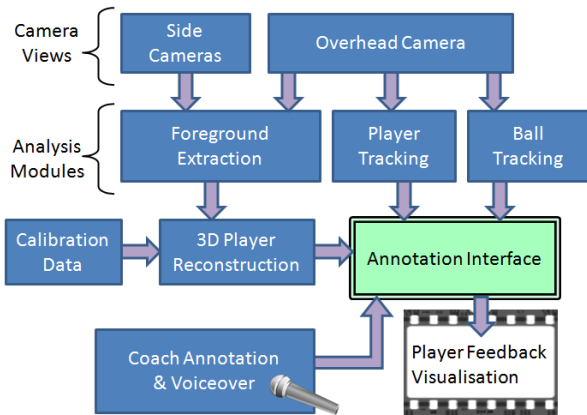 Camera
Views
Side
Cameras
Overhead Camera
Analysis
Modules
Foreground
Extraction
Player
Tracking
Ball
Tracking
Calibration
Data
3D Player
Reconstruction
Annotation Interface
Coach Annotation
& Voiceover
Player Feedback
Visualisation